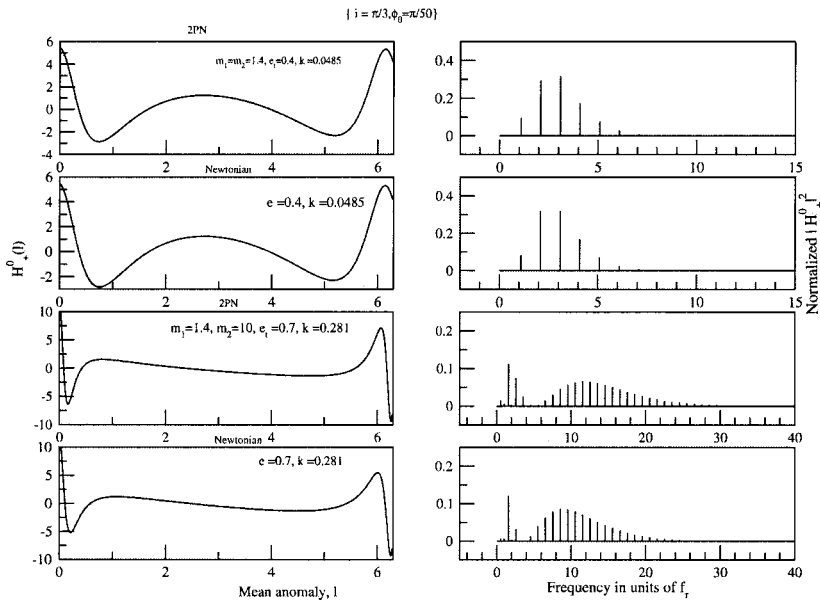 { i = π/3,ϕ₀=π/50}
2PN
m₁=m₂=1.4, eₜ=0.4, k=0.0485
6
4
2
0
-2
-4
0 2 4 6
0.4
0.2
0
0 5 10 15
Newtonian
e =0.4, k =0.0485
6
4
2
0
-2
0 2 4 6
0.4
0.2
0
0 5 10 15
2PN
m₁=1.4, m₂=10, eₜ=0.7, k=0.281
10
5
0
-5
-10
0 2 4 6
0.2
0.1
0
0 10 20 30 40
Newtonian
e =0.7, k =0.281
10
5
0
-5
-10
0 2 4 6
0.2
0.1
0
0 10 20 30 40
H⁰₊(l)
Normalized | H⁰₊|²
Mean anomaly, l
Frequency in units of fᵣ